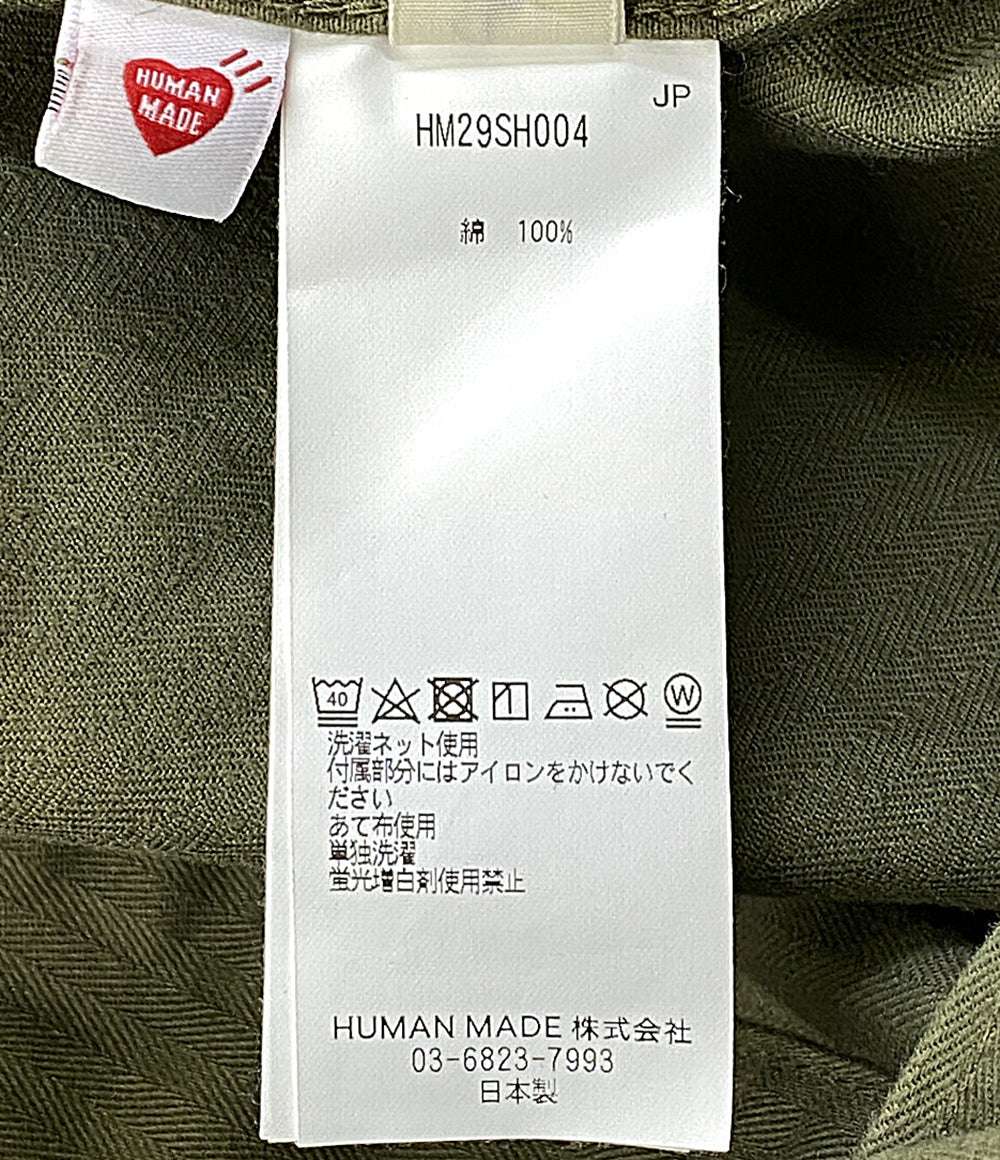 HUMAN
MADE
JP
HM29SH004
綿 100%
40 W
洗濯ネット使用
付属部分にはアイロンをかけないでく
ださい
あて布使用
単独洗濯
蛍光増白剤使用禁止
HUMAN MADE 株式会社
03-6823-7993
日本製